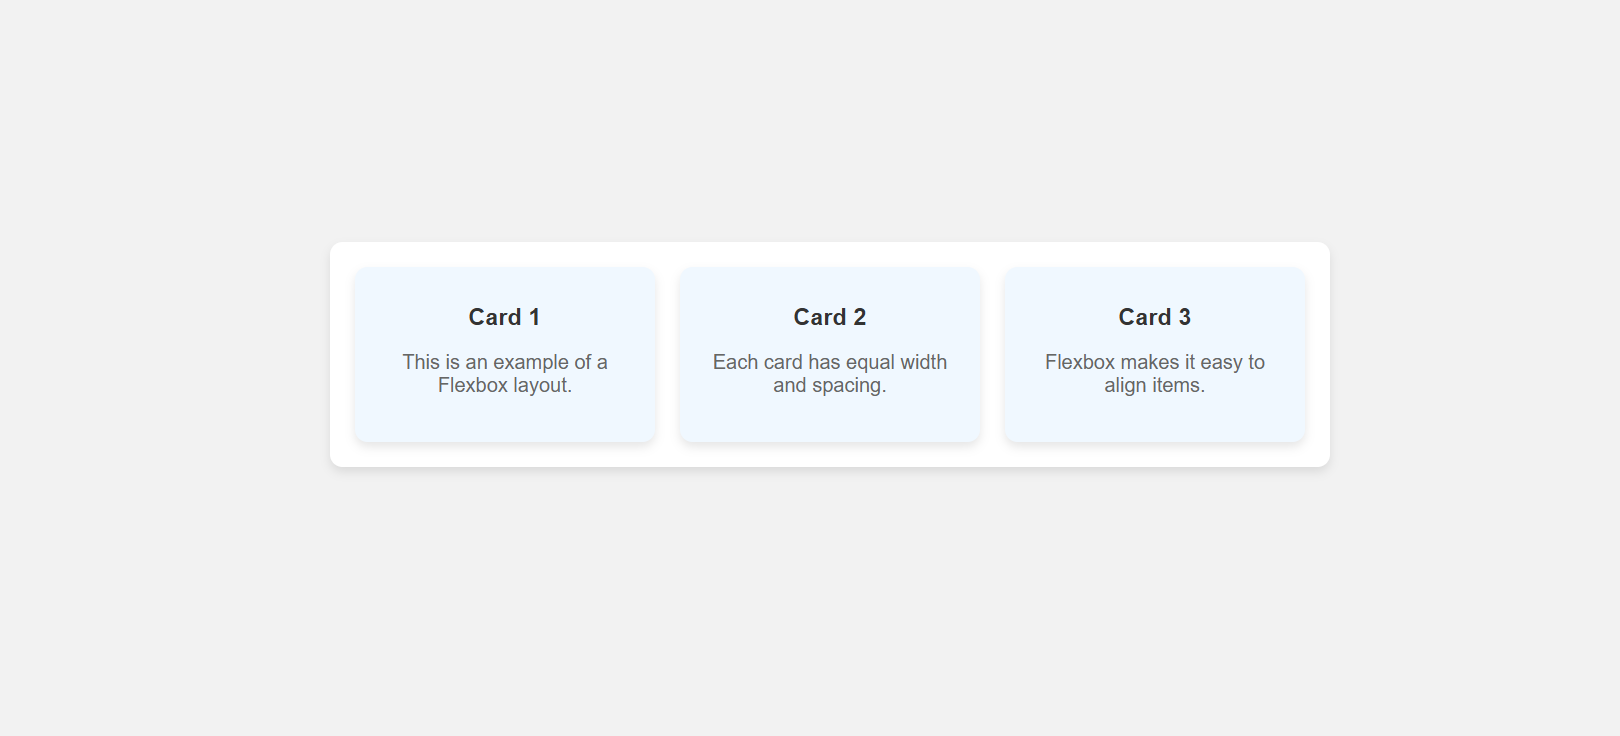 Card 1
This is an example of a
Flexbox layout.
Card 2
Each card has equal width
and spacing.
Card 3
Flexbox makes it easy to
align items.